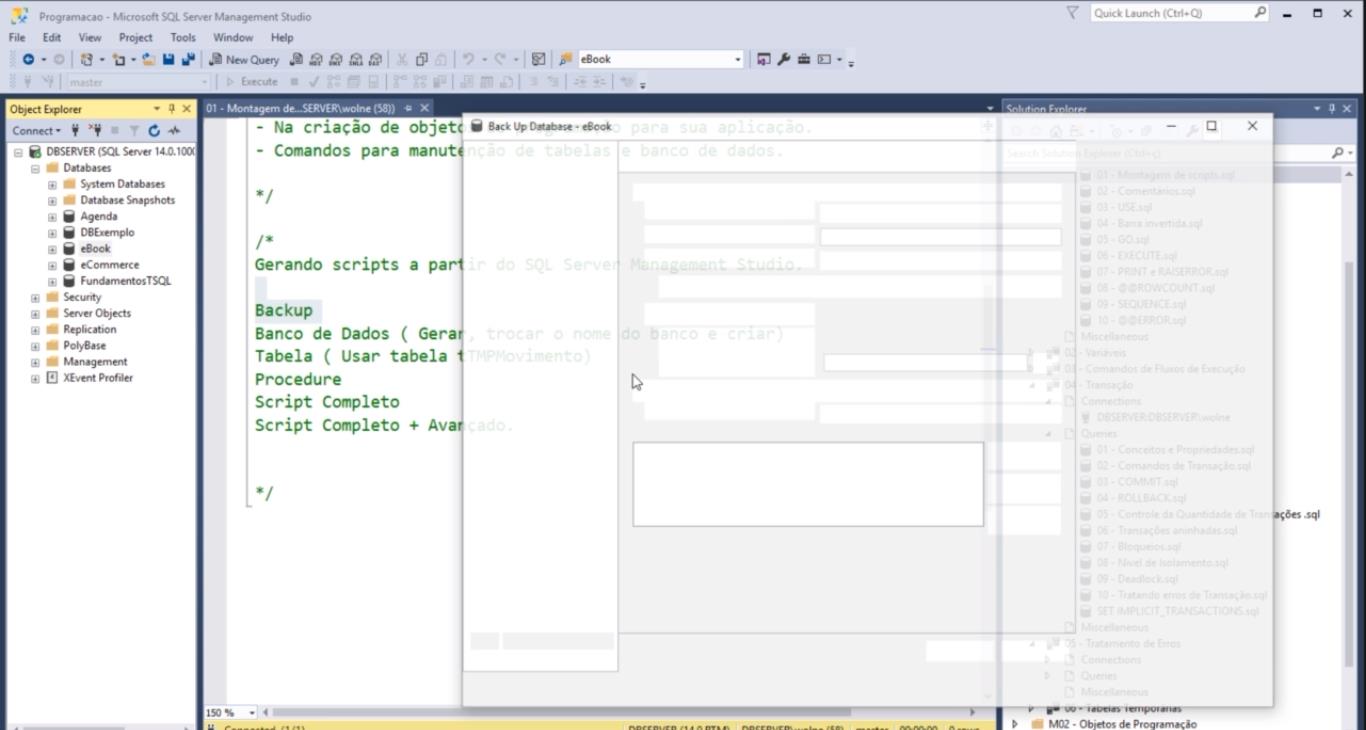 Programacao - Microsoft SQL Server Management Studio
Quick Launch (Ctrl+Q)
File Edit View Project Tools Window Help
New Query
eBook
master
Execute
Object Explorer
Connect
DBSERVER (SQL Server 14.0.1000
Databases
System Databases
Database Snapshots
Agenda
DBExemplo
eBook
eCommerce
FundamentosTSQL
Security
Server Objects
Replication
PolyBase
Management
XEvent Profiler
01 - Montagem de...SERVER\wolne (58))
- Na criação de objeto para sua aplicação.
- Comandos para manutenção de tabelas e banco de dados.
*/
/*
Gerando scripts a partir do SQL Server Management Studio.
Backup
Banco de Dados ( Gerar, trocar o nome do banco e criar)
Tabela ( Usar tabela tTMPMovimento)
Procedure
Script Completo
Script Completo + Avançado.
*/
150 %
Connected. (1/1)
DBSERVER (14.0 RTM) DBSERVER\wolne (58) master 00:00:00 0 rows
Back Up Database - eBook
Solution Explorer
Search Solution Explorer (Ctrl+ç)
01 - Montagem de scripts.sql
02 - Comentários.sql
03 - USE.sql
04 - Barra invertida.sql
05 - GO.sql
06 - EXECUTE.sql
07 - PRINT e RAISERROR.sql
08 - @@ROWCOUNT.sql
09 - SEQUENCE.sql
10 - @@ERROR.sql
Miscellaneous
02 - Variáveis
03 - Comandos de Fluxos de Execução
04 - Transação
Connections
DBSERVER:DBSERVER\wolne
Queries
01 - Conceitos e Propriedades.sql
02 - Comandos de Transação.sql
03 - COMMIT.sql
04 - ROLLBACK.sql
05 - Controle da Quantidade de Transações .sql
06 - Transações aninhadas.sql
07 - Bloqueios.sql
08 - Nivel de Isolamento.sql
09 - Deadlock.sql
10 - Tratando erros de Transação.sql
SET IMPLICIT_TRANSACTIONS.sql
Miscellaneous
05 - Tratamento de Erros
Connections
Queries
Miscellaneous
06 - Tabelas Temporárias
M02 - Objetos de Programação